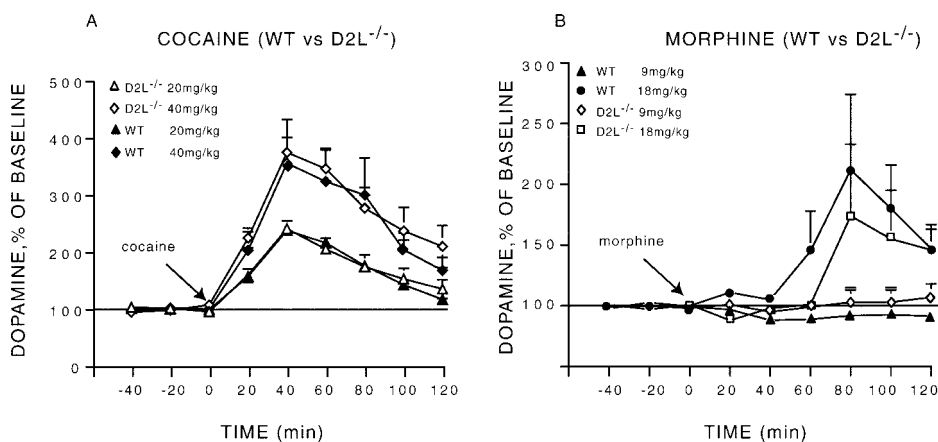 A
COCAINE (WT vs D2L-/-)
DOPAMINE, % OF BASELINE
500
400
300
200
100
0
D2L-/- 20mg/kg
D2L-/- 40mg/kg
WT 20mg/kg
WT 40mg/kg
cocaine
-40 -20 0 20 40 60 80 100 120
TIME (min)
B
MORPHINE (WT vs D2L-/-)
DOPAMINE, % OF BASELINE
300
250
200
150
100
50
WT 9mg/kg
WT 18mg/kg
D2L-/- 9mg/kg
D2L-/- 18mg/kg
morphine
-40 -20 0 20 40 60 80 100 120
TIME (min)